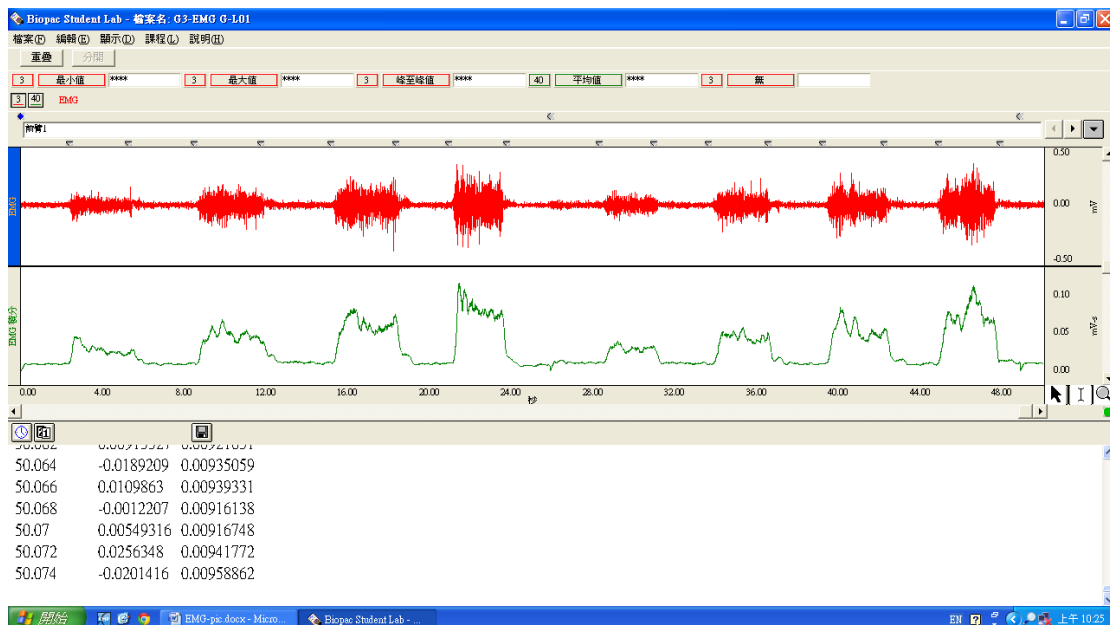 Biopac Student Lab - 檔案名: G3-EMG G-L01
檔案(F) 編輯(E) 顯示(D) 課程(L) 說明(H)
重疊 分開
3 最小值 **** 3 最大值 **** 3 峰至峰值 **** 40 平均值 **** 3 無
3 40 EMG
前臂1
EMG
0.50
0.00
-0.50
mV
EMG 積分
0.10
0.05
0.00
mV-s
0.00 4.00 8.00 12.00 16.00 20.00 24.00 28.00 32.00 36.00 40.00 44.00 48.00
秒
50.064 -0.0189209 0.00935059
50.066 0.0109863 0.00939331
50.068 -0.0012207 0.00916138
50.07 0.00549316 0.00916748
50.072 0.0256348 0.00941772
50.074 -0.0201416 0.00958862
開始 EMG-pic.docx - Micro... Biopac Student Lab - ... EN 上午 10:25